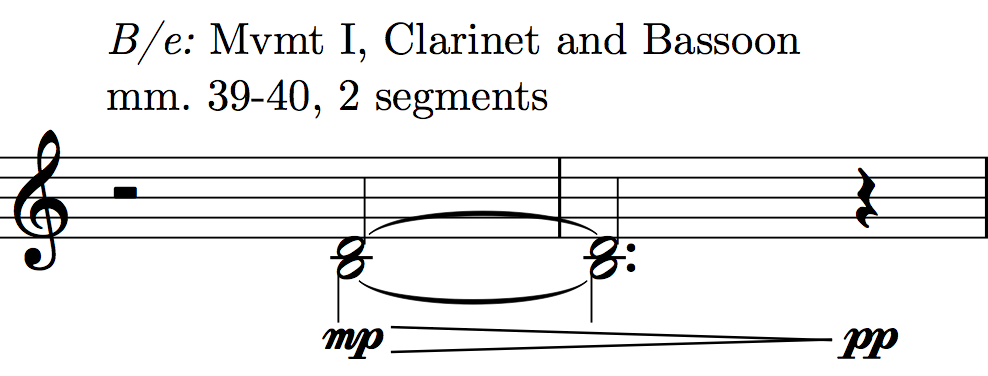 B/e: Mvmt I, Clarinet and Bassoon
mm. 39-40, 2 segments
mp pp